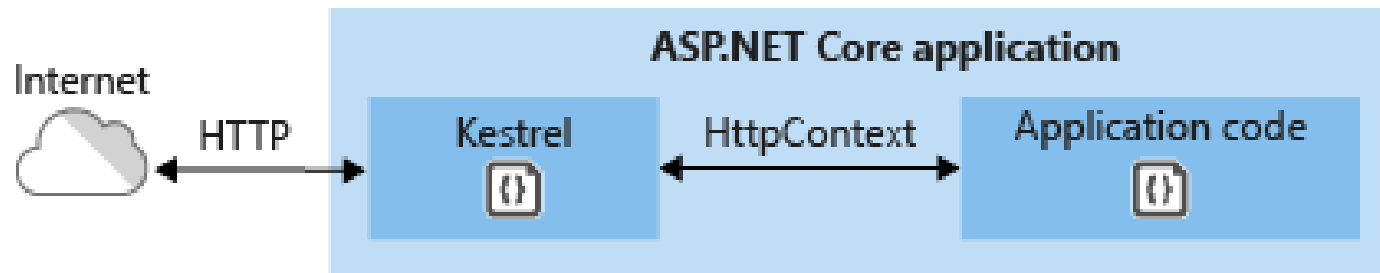 ASP.NET Core application
Internet
HTTP
Kestrel
HttpContext
Application code
{}
{}